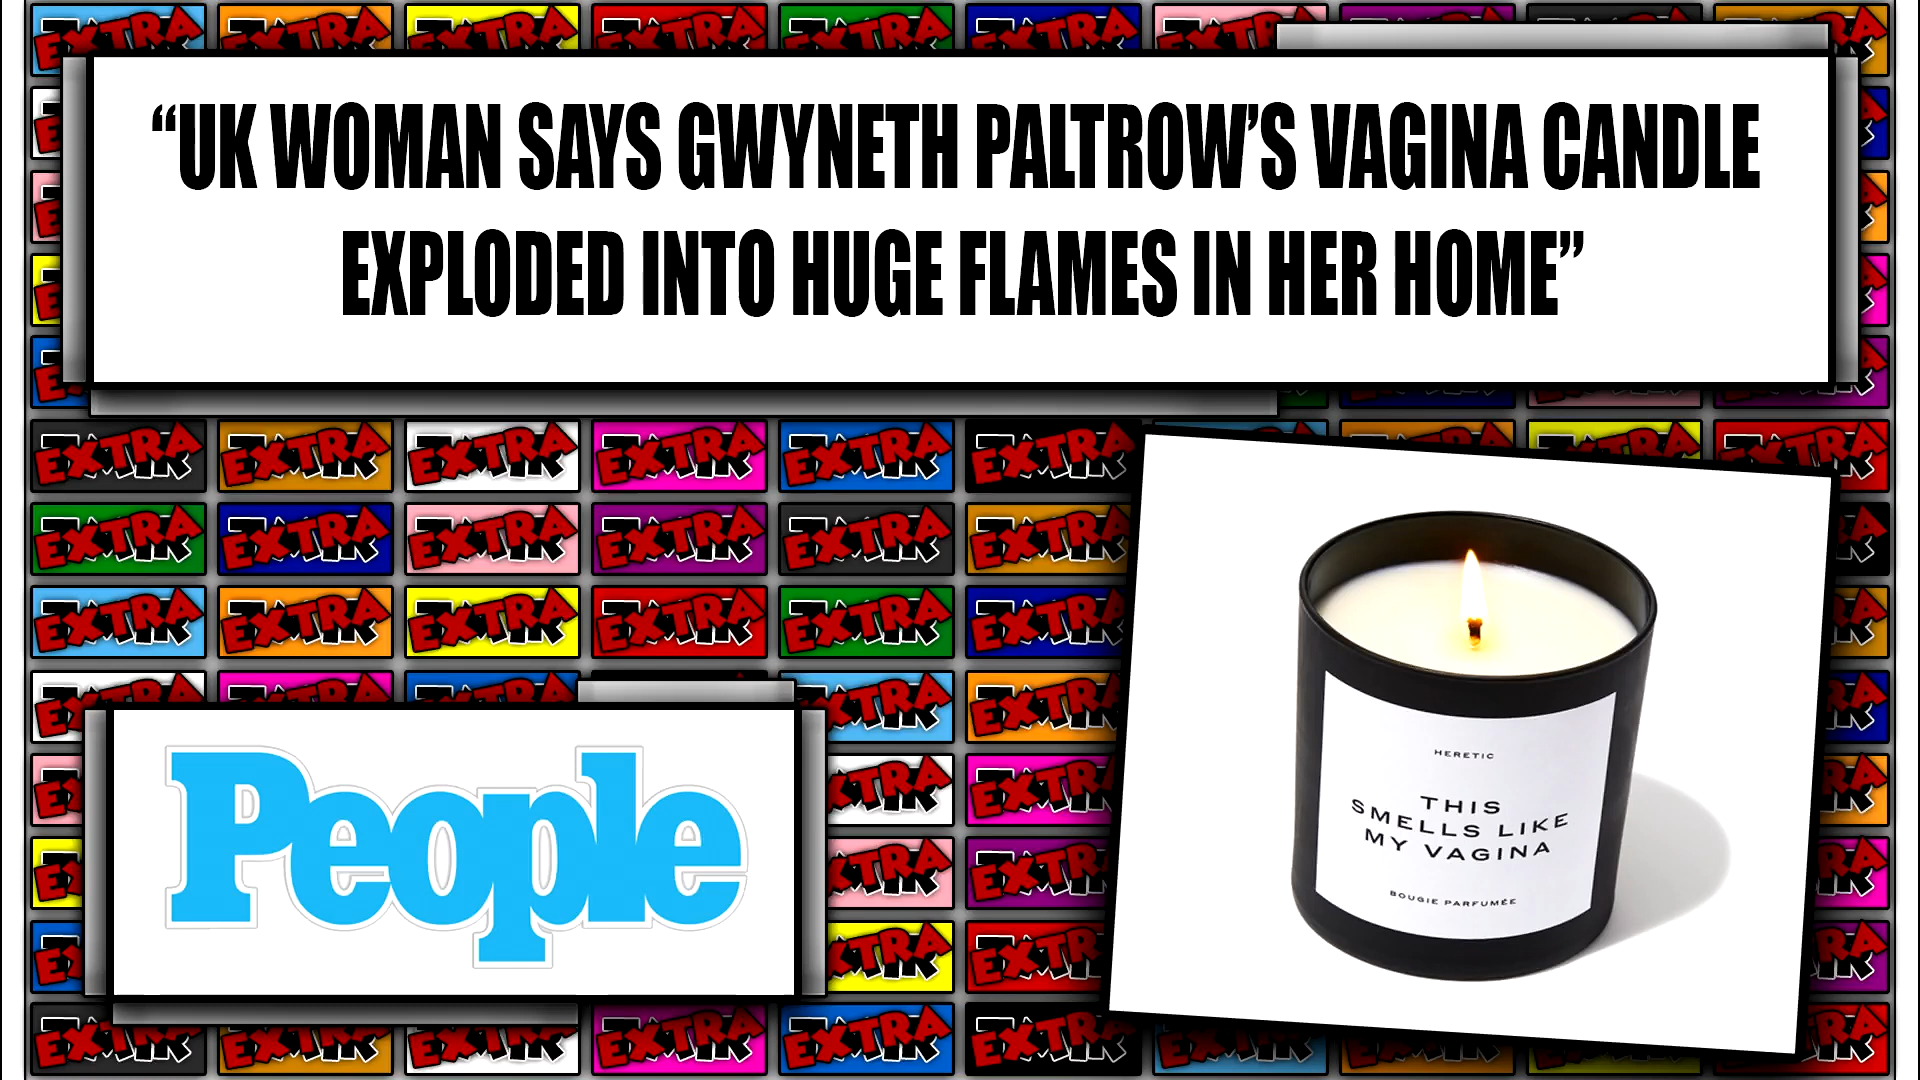 “UK WOMAN SAYS GWYNETH PALTROW’S VAGINA CANDLE
EXPLODED INTO HUGE FLAMES IN HER HOME”
People
HERETIC
THIS
SMELLS LIKE
MY VAGINA
BOUGIE PARFUMÉE
EXTRA